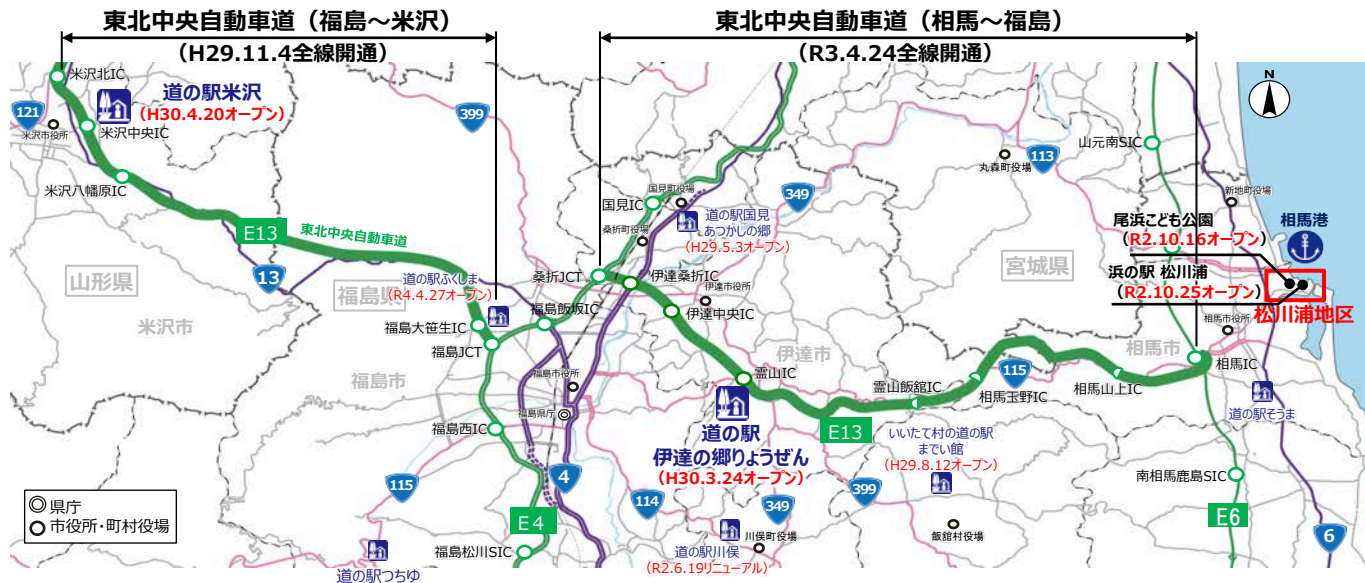 東北中央自動車道（福島～米沢）
（H29.11.4全線開通）
東北中央自動車道（相馬～福島）
（R3.4.24全線開通）
米沢北IC
121
米沢市役所
米沢中央IC
道の駅米沢
（H30.4.20オープン）
米沢八幡原IC
E13
東北中央自動車道
13
山形県
米沢市
399
福島県
道の駅ふくしま
（R4.4.27オープン）
福島大笹生IC
福島JCT
福島市
国見町役場
国見IC
道の駅国見
あつかしの郷
（H29.5.3オープン）
桑折町役場
桑折JCT
伊達桑折IC
福島飯坂IC
伊達市役所
伊達中央IC
349
丸森町役場
113
宮城県
山元南SIC
新地町役場
N
尾浜こども公園
（R2.10.16オープン）
浜の駅 松川浦
（R2.10.25オープン）
相馬港
松川浦地区
相馬市役所
相馬市
相馬IC
伊達市
霊山IC
道の駅
伊達の郷りょうぜん
（H30.3.24オープン）
E13
霊山飯舘IC
相馬玉野IC
115
相馬山上IC
道の駅そうま
いいたて村の道の駅
までい館
（H29.8.12オープン）
飯舘村役場
南相馬鹿島SIC
E6
6
399
349
114
川俣町役場
道の駅川俣
（R2.6.19リニューアル）
福島市役所
福島県庁
福島西IC
4
115
E4
福島松川SIC
道の駅つちゆ
県庁
市役所・町村役場